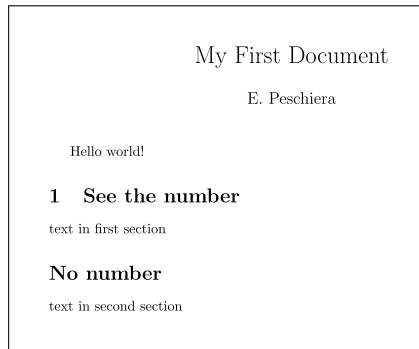 My First Document
E. Peschiera
Hello world!
1 See the number
text in first section
No number
text in second section